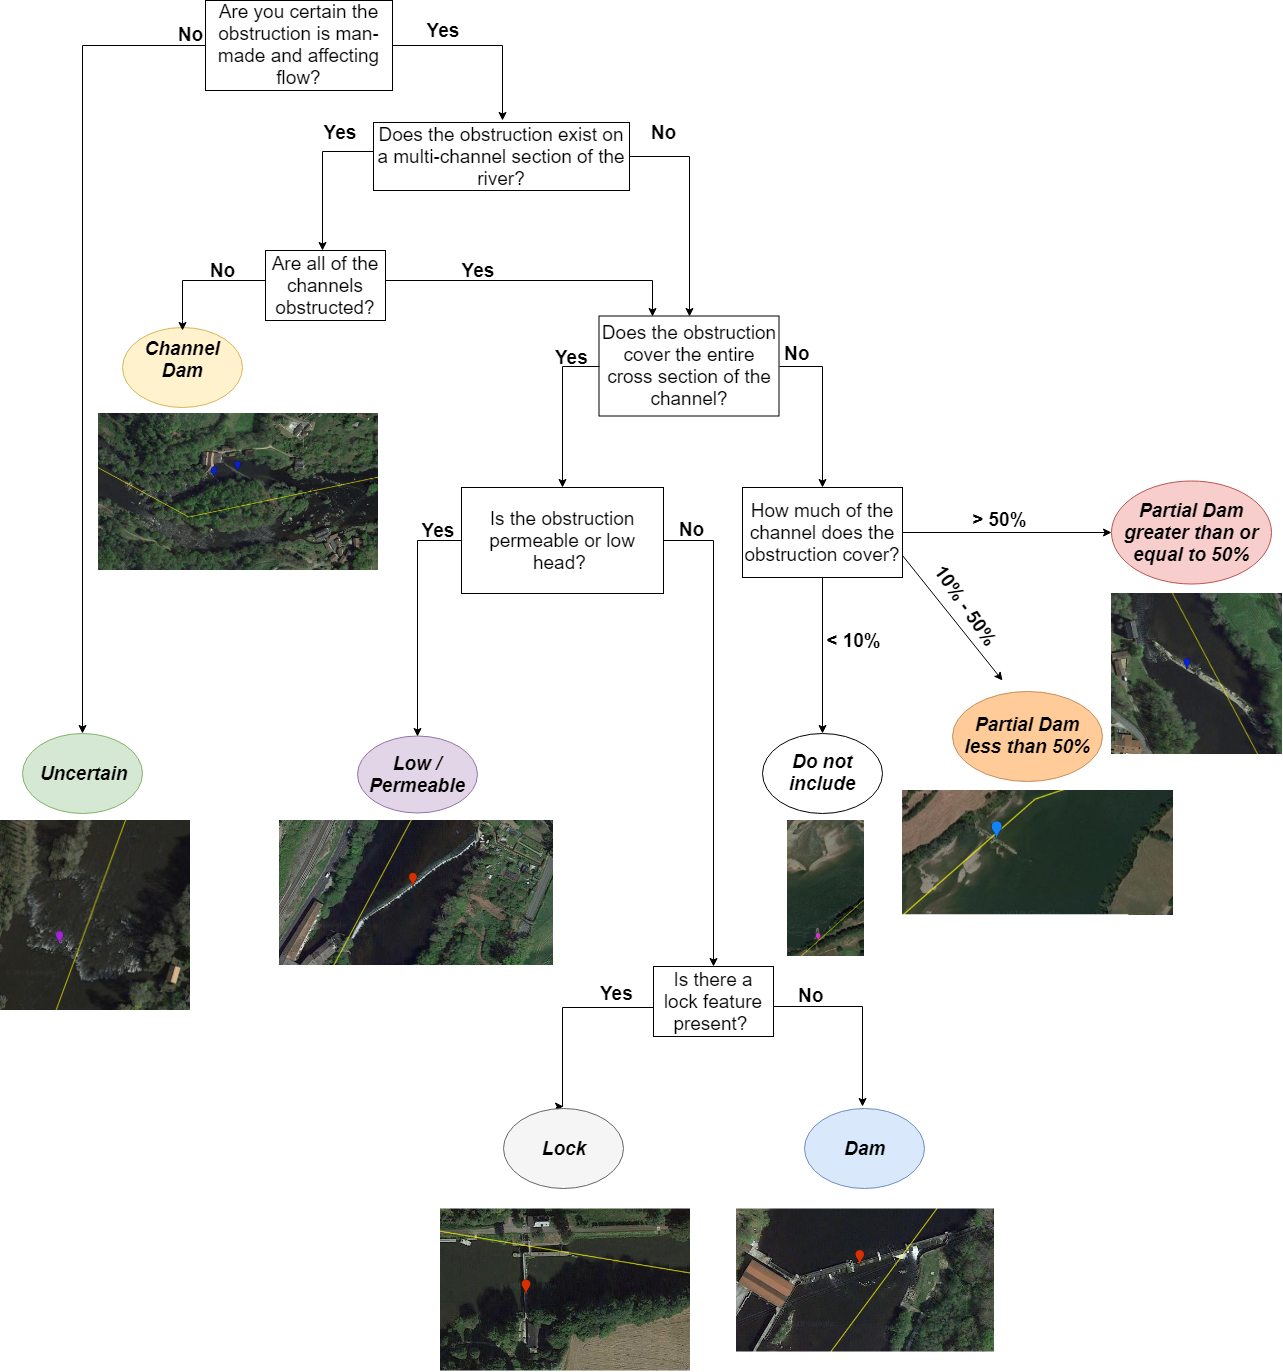 Are you certain the
obstruction is man-
made and affecting
flow?
No
Yes
Does the obstruction exist on
a multi-channel section of the
river?
Yes
No
Are all of the
channels
obstructed?
No
Yes
Channel
Dam
Does the obstruction
cover the entire
cross section of the
channel?
Yes
No
Is the obstruction
permeable or low
head?
Yes
No
How much of the
channel does the
obstruction cover?
> 50%
10% - 50%
< 10%
Partial Dam
greater than or
equal to 50%
Partial Dam
less than 50%
Do not
include
Uncertain
Low /
Permeable
Is there a
lock feature
present?
Yes
No
Lock
Dam